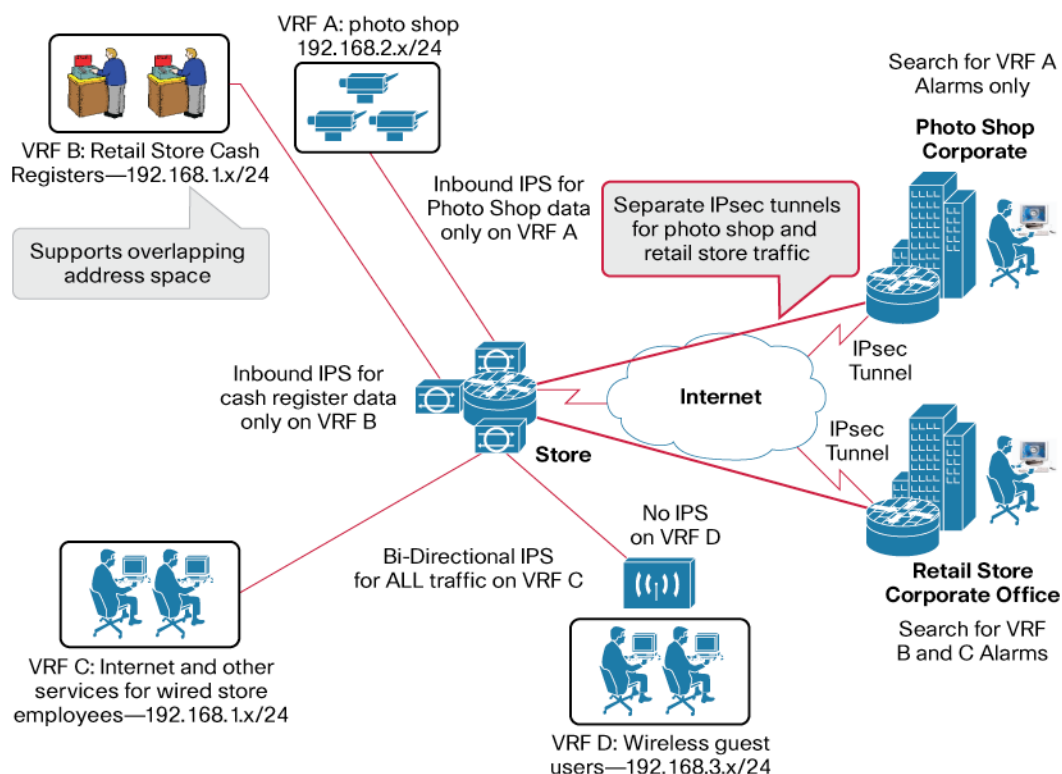 VRF A: photo shop
192.168.2.x/24
VRF B: Retail Store Cash
Registers—192.168.1.x/24
Supports overlapping
address space
Inbound IPS for
Photo Shop data
only on VRF A
Separate IPsec tunnels
for photo shop and
retail store traffic
Search for VRF A
Alarms only
Photo Shop
Corporate
IPsec
Tunnel
Inbound IPS for
cash register data
only on VRF B
Store
Internet
IPsec
Tunnel
Retail Store
Corporate Office
Search for VRF
B and C Alarms
Bi-Directional IPS
for ALL traffic on VRF C
No IPS
on VRF D
VRF C: Internet and other
services for wired store
employees—192.168.1.x/24
VRF D: Wireless guest
users—192.168.3.x/24